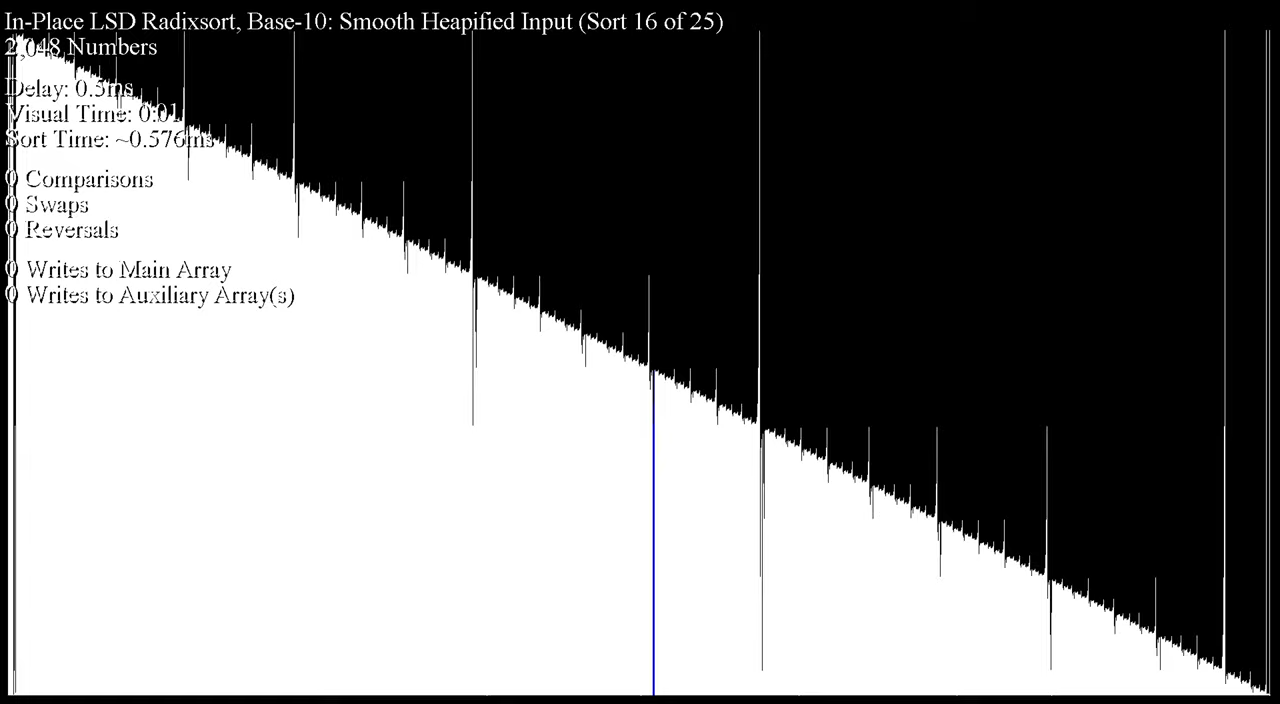 In-Place LSD Radixsort, Base-10: Smooth Heapified Input (Sort 16 of 25)
2,048 Numbers
Delay: 0.5ms
Visual Time: 0:01
Sort Time: ~0.576ms
0 Comparisons
0 Swaps
0 Reversals
0 Writes to Main Array
0 Writes to Auxiliary Array(s)